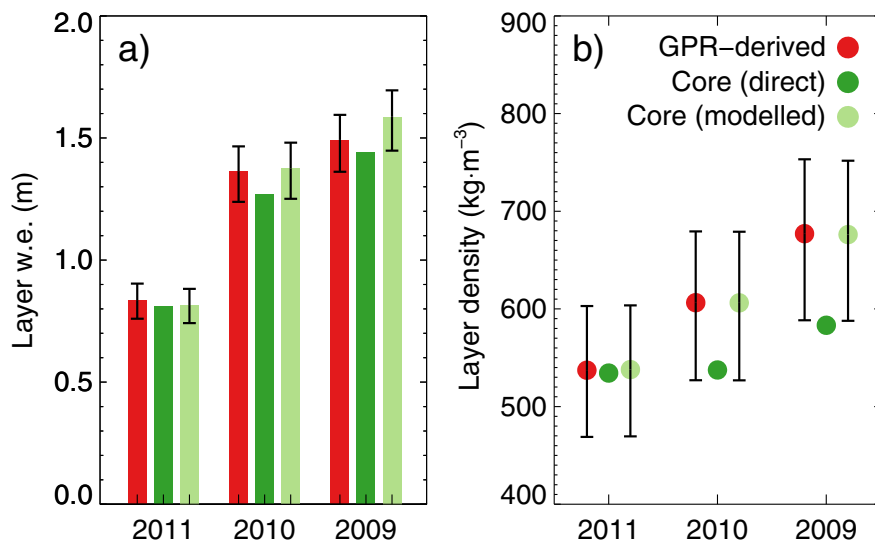 a)
Layer w.e. (m)
2.0
1.5
1.0
0.5
0.0
2011 2010 2009
b)
GPR−derived
Core (direct)
Core (modelled)
Layer density (kg·m⁻³)
900
800
700
600
500
400
2011 2010 2009